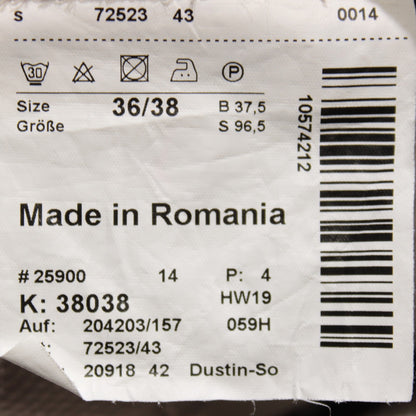 s 72523 43 0014
30 P
Size 36/38 B 37,5
Größe S 96,5
10574212
Made in Romania
# 25900 14 P: 4
K: 38038 HW19
Auf: 204203/157 059H
72523/43
20918 42 Dustin-So